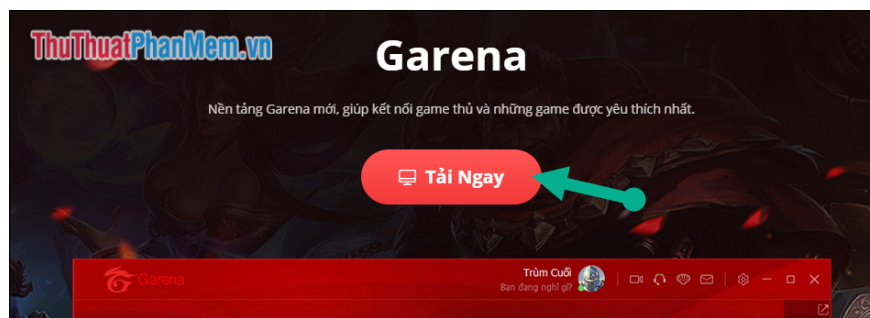 ThuThuatPhanMem.vn
Garena
Nền tảng Garena mới, giúp kết nối game thủ và những game được yêu thích nhất.
Tải Ngay
Garena
Trùm Cuối
Bạn đang nghĩ gì?